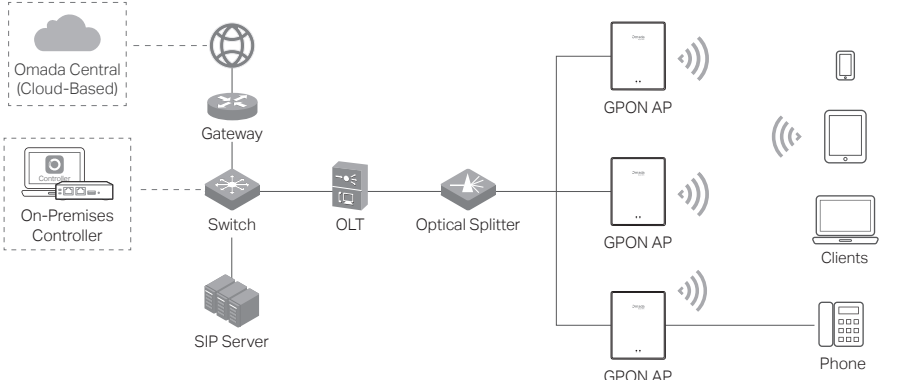 Omada Central
(Cloud-Based)
Gateway
Controller
On-Premises
Controller
Switch
OLT
Optical Splitter
SIP Server
GPON AP
GPON AP
GPON AP
Clients
Phone